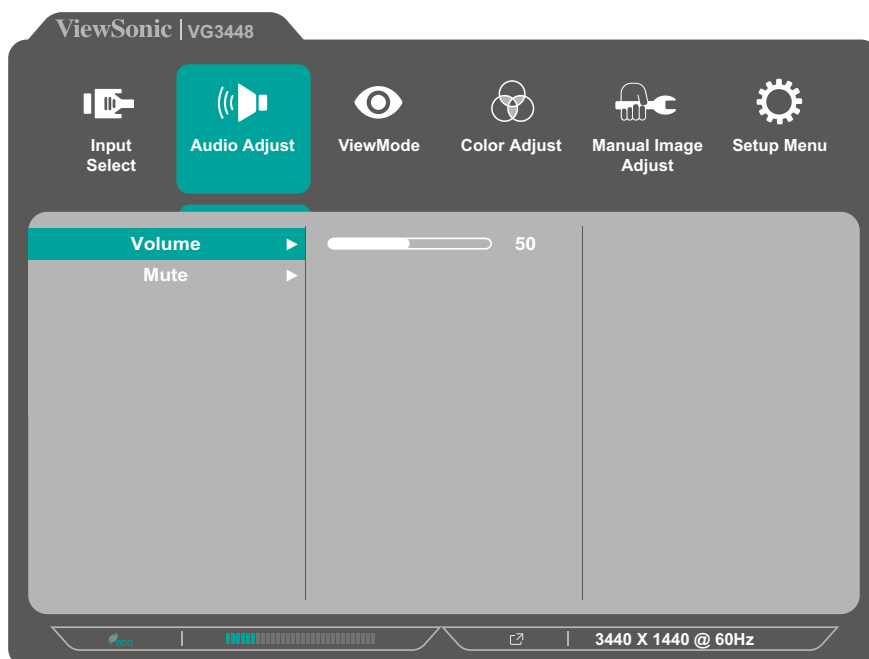 ViewSonic | VG3448
Input
Select
Audio Adjust
ViewMode
Color Adjust
Manual Image
Adjust
Setup Menu
Volume
50
Mute
eco
3440 X 1440 @ 60Hz